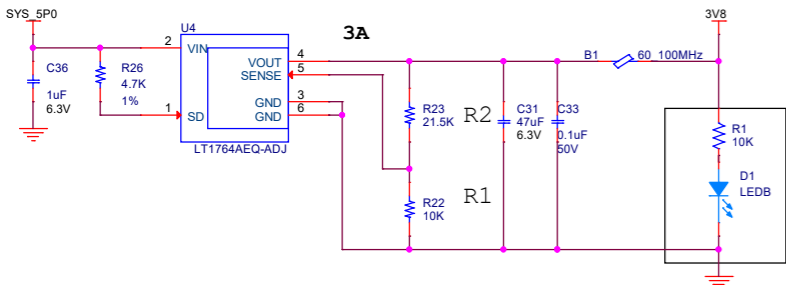 SYS_5P0
U4
3A
3V8
2
VIN
VOUT
4
B1
60_100MHz
SENSE
5
C36
1uF
6.3V
R26
4.7K
1%
1
SD
GND
3
GND
6
LT1764AEQ-ADJ
R23
21.5K
R2
C31
47uF
6.3V
C33
0.1uF
50V
R1
10K
D1
LEDB
R22
10K
R1